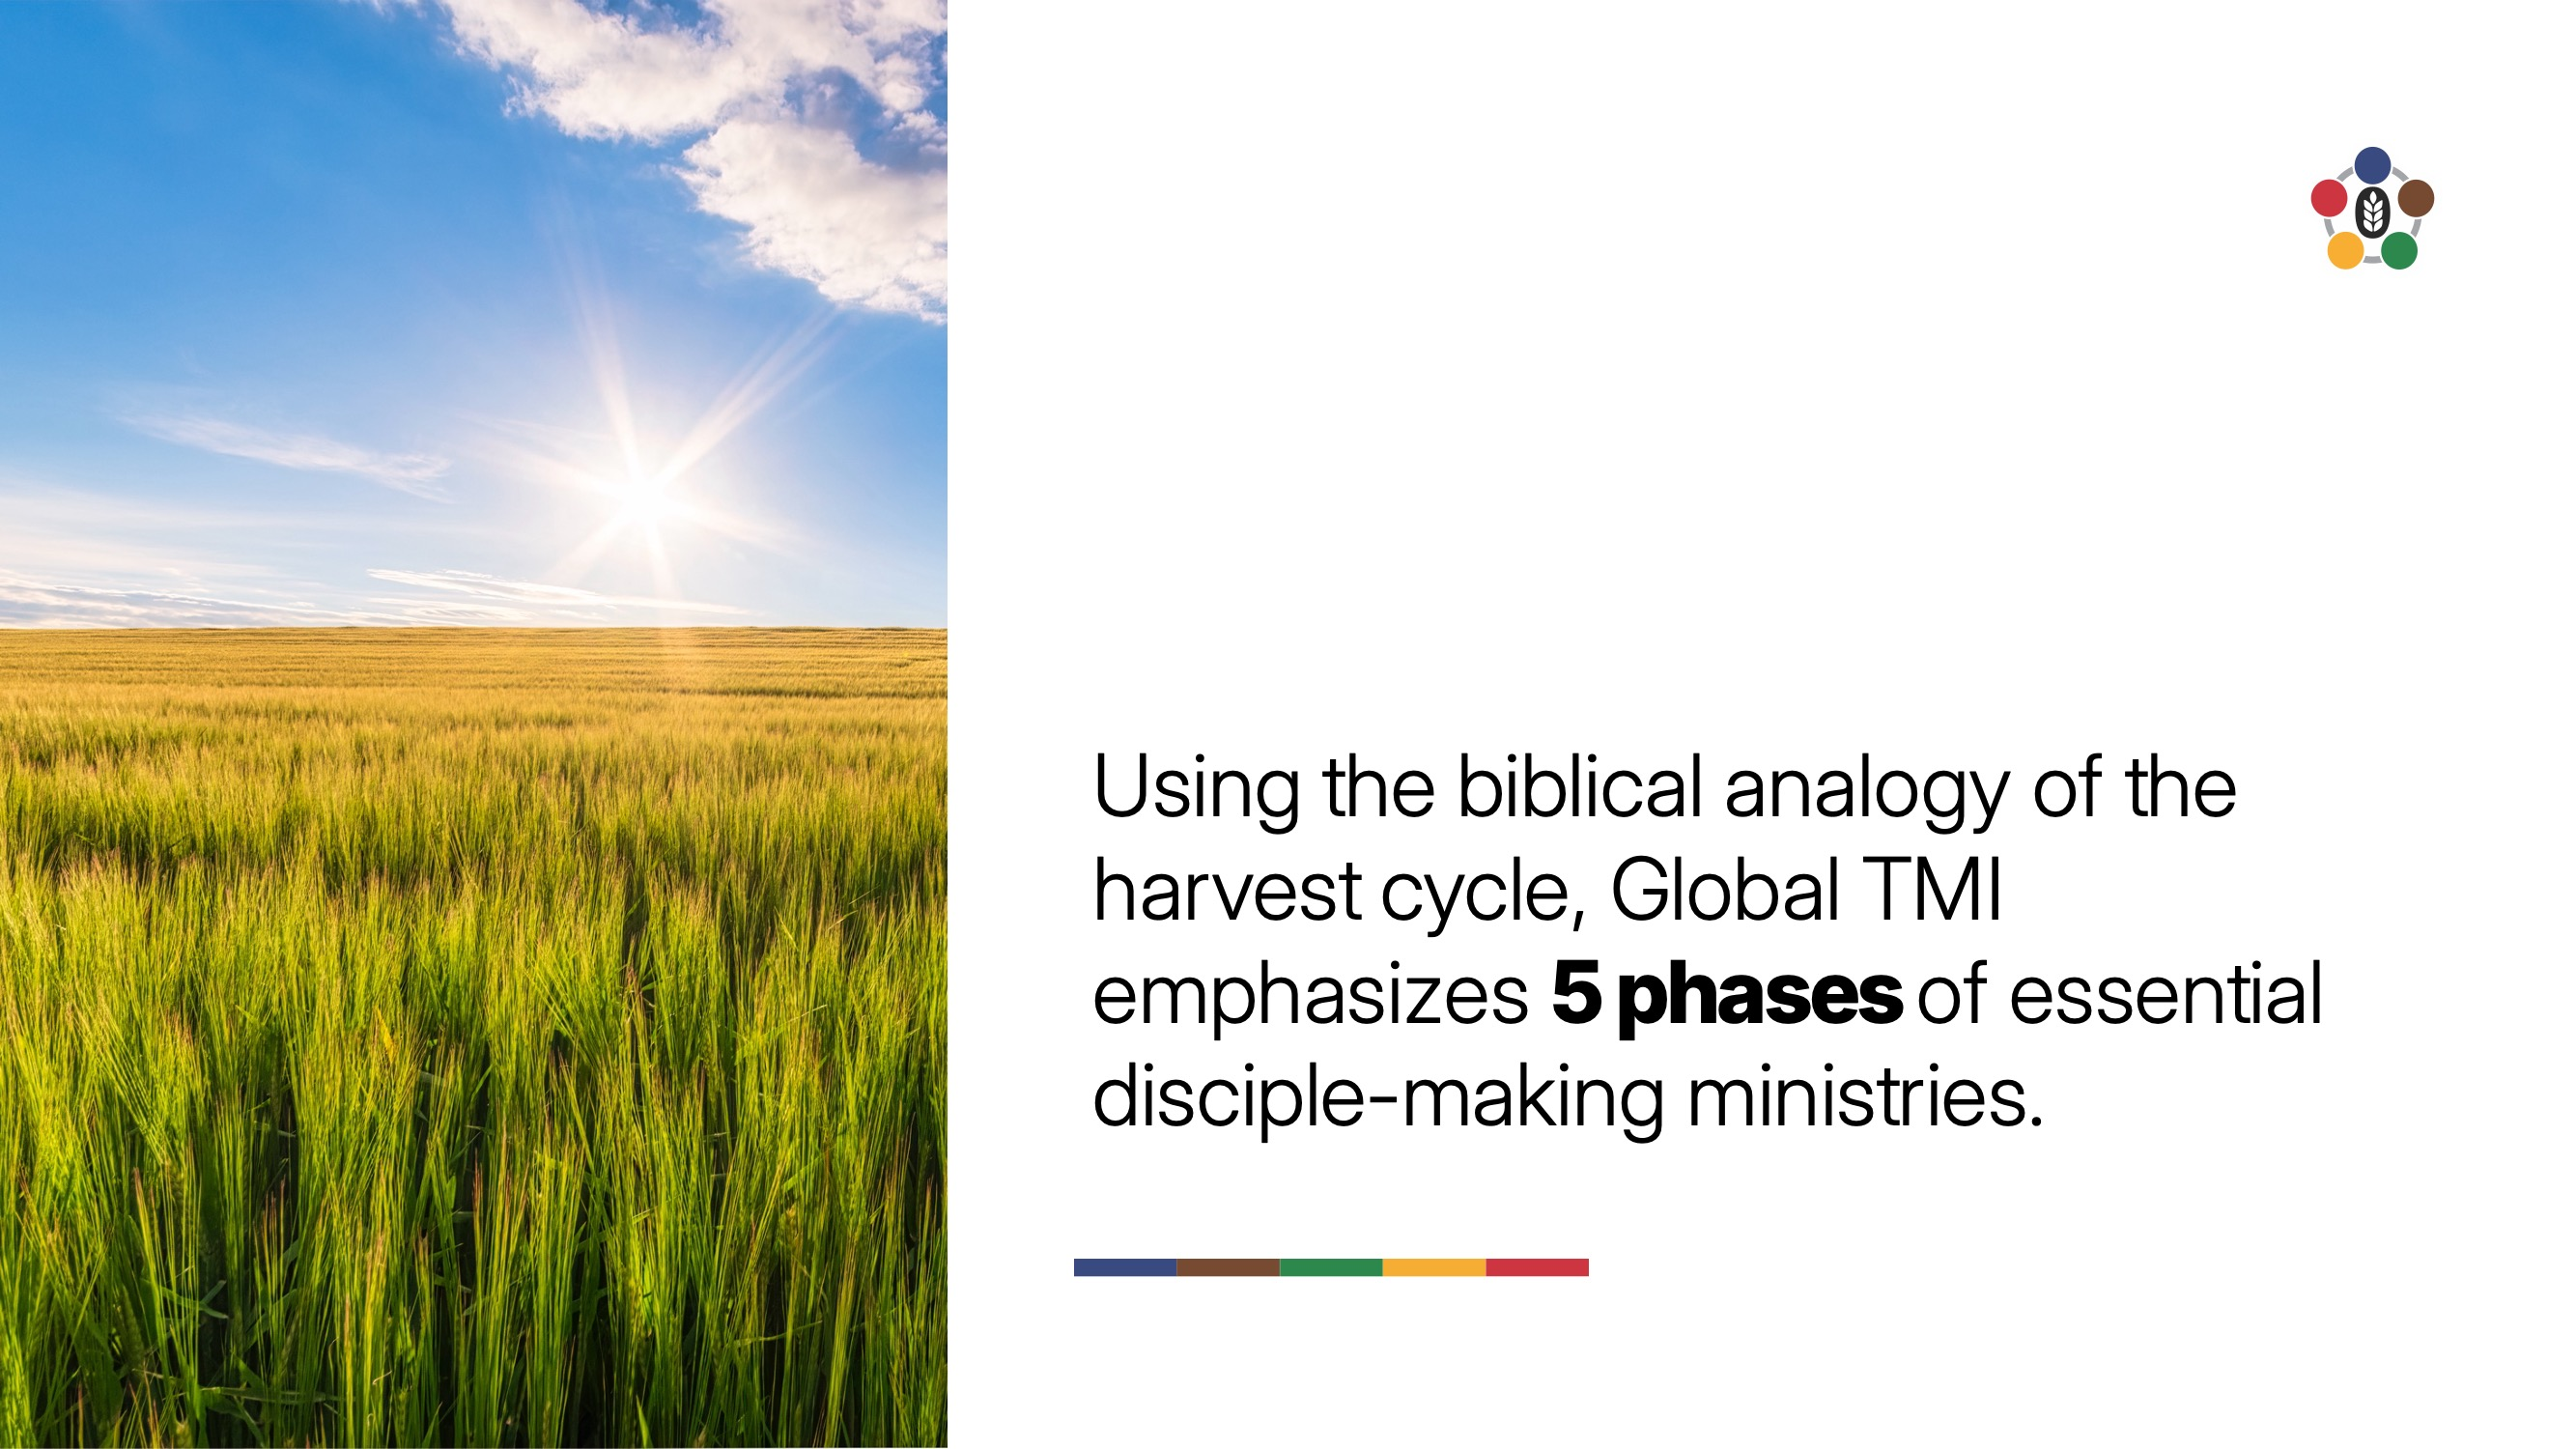 Using the biblical analogy of the
harvest cycle, Global TMI
emphasizes 5 phases of essential
disciple-making ministries.